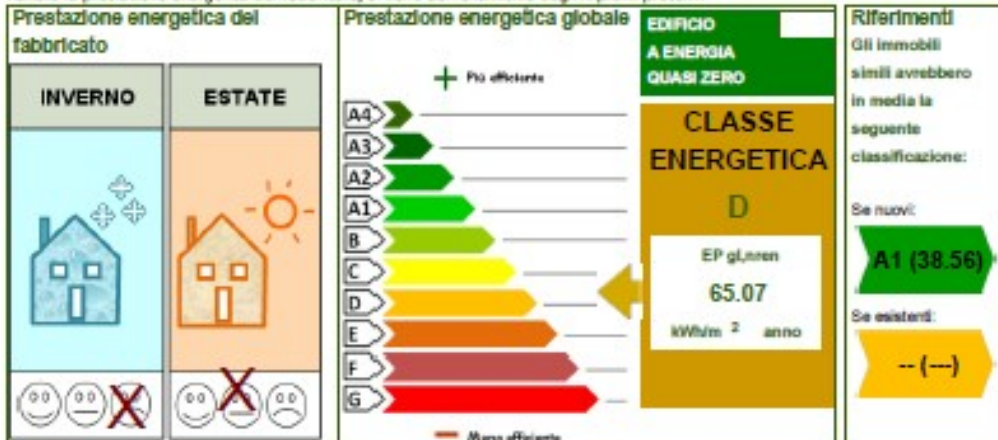 Prestazione energetica del
fabbricato
INVERNO
ESTATE
Prestazione energetica globale
Più efficiente
A4
A3
A2
A1
B
C
D
E
F
G
Meno efficiente
EDIFICIO
A ENERGIA
QUASI ZERO
CLASSE
ENERGETICA
D
EP gl,nren
65.07
kWh/m 2 anno
Riferimenti
Gli immobili
simili avrebbero
in media la
seguente
classificazione:
Se nuovi:
A1 (38.56)
Se esistenti:
-- (---)